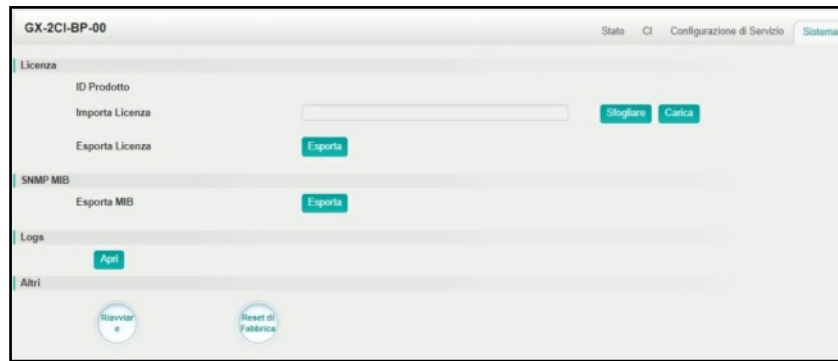 GX-2CI-BP-00
Stato CI Configurazione di Servizio Sistema
Licenza
ID Prodotto
Importa Licenza Sfogliare Carica
Esporta Licenza Esporta
SNMP MIB
Esporta MIB Esporta
Logs
Apri
Altri
Riavviar
e
Reset di
Fabbrica